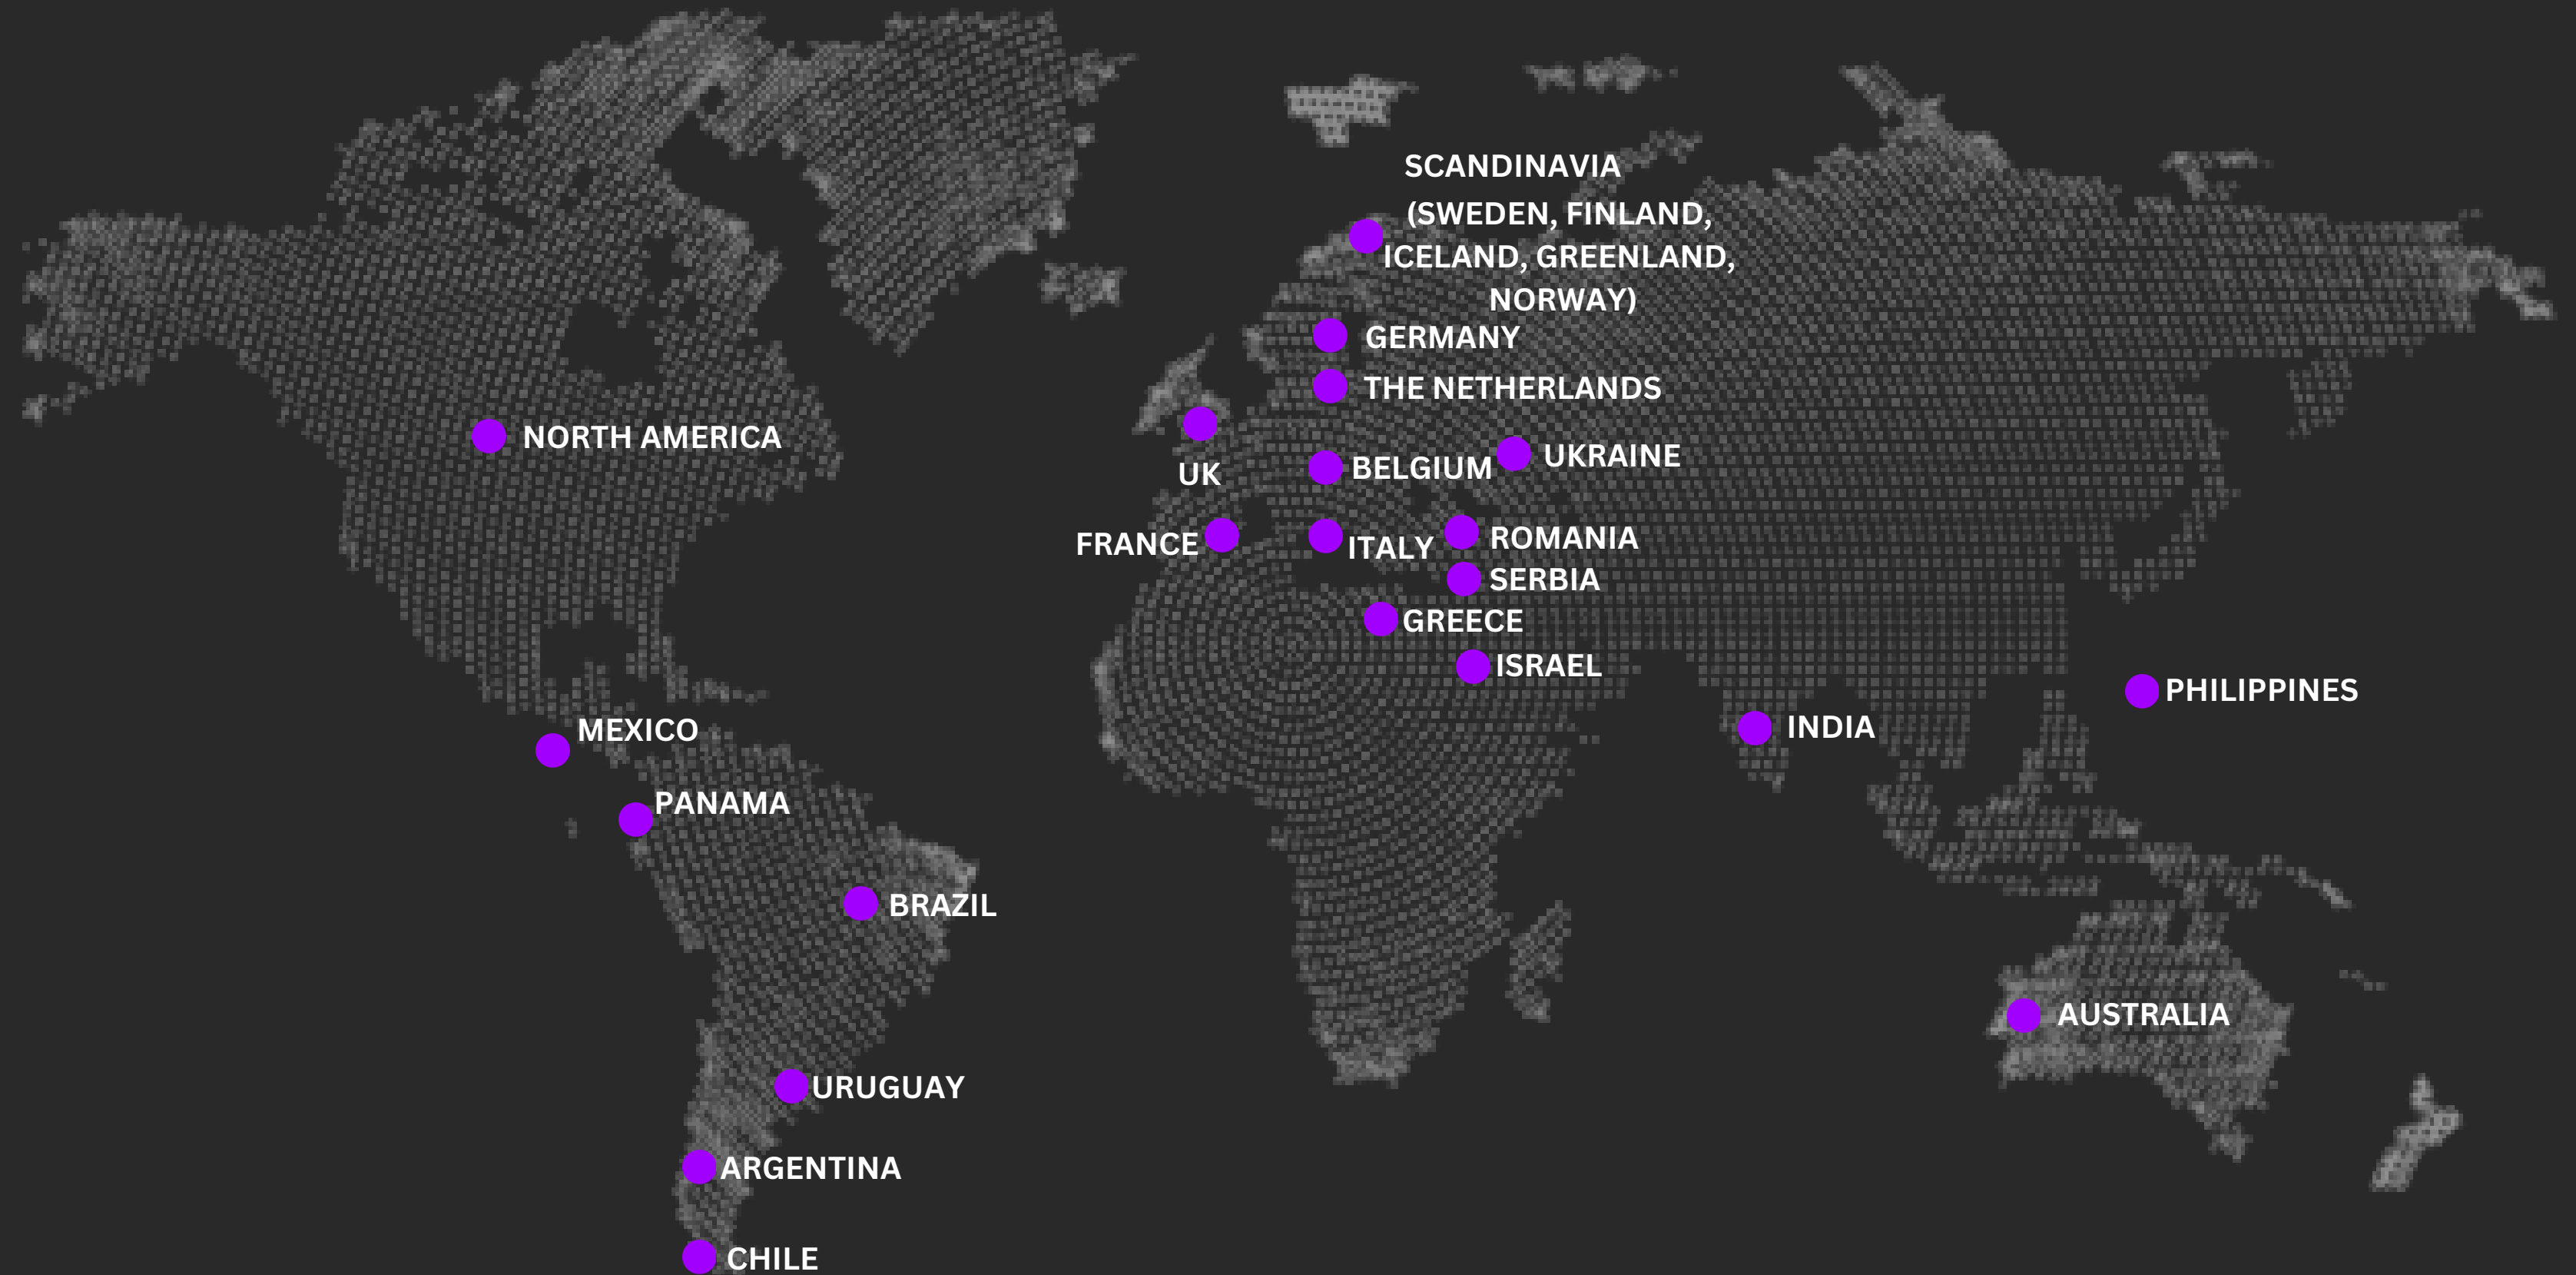 SCANDINAVIA
(SWEDEN, FINLAND,
ICELAND, GREENLAND,
NORWAY)
GERMANY
THE NETHERLANDS
NORTH AMERICA
UKRAINE
BELGIUM
UK
ROMANIA
FRANCE
ITALY
SERBIA
GREECE
ISRAEL
PHILIPPINES
MEXICO
INDIA
PANAMA
BRAZIL
AUSTRALIA
URUGUAY
ARGENTINA
CHILE